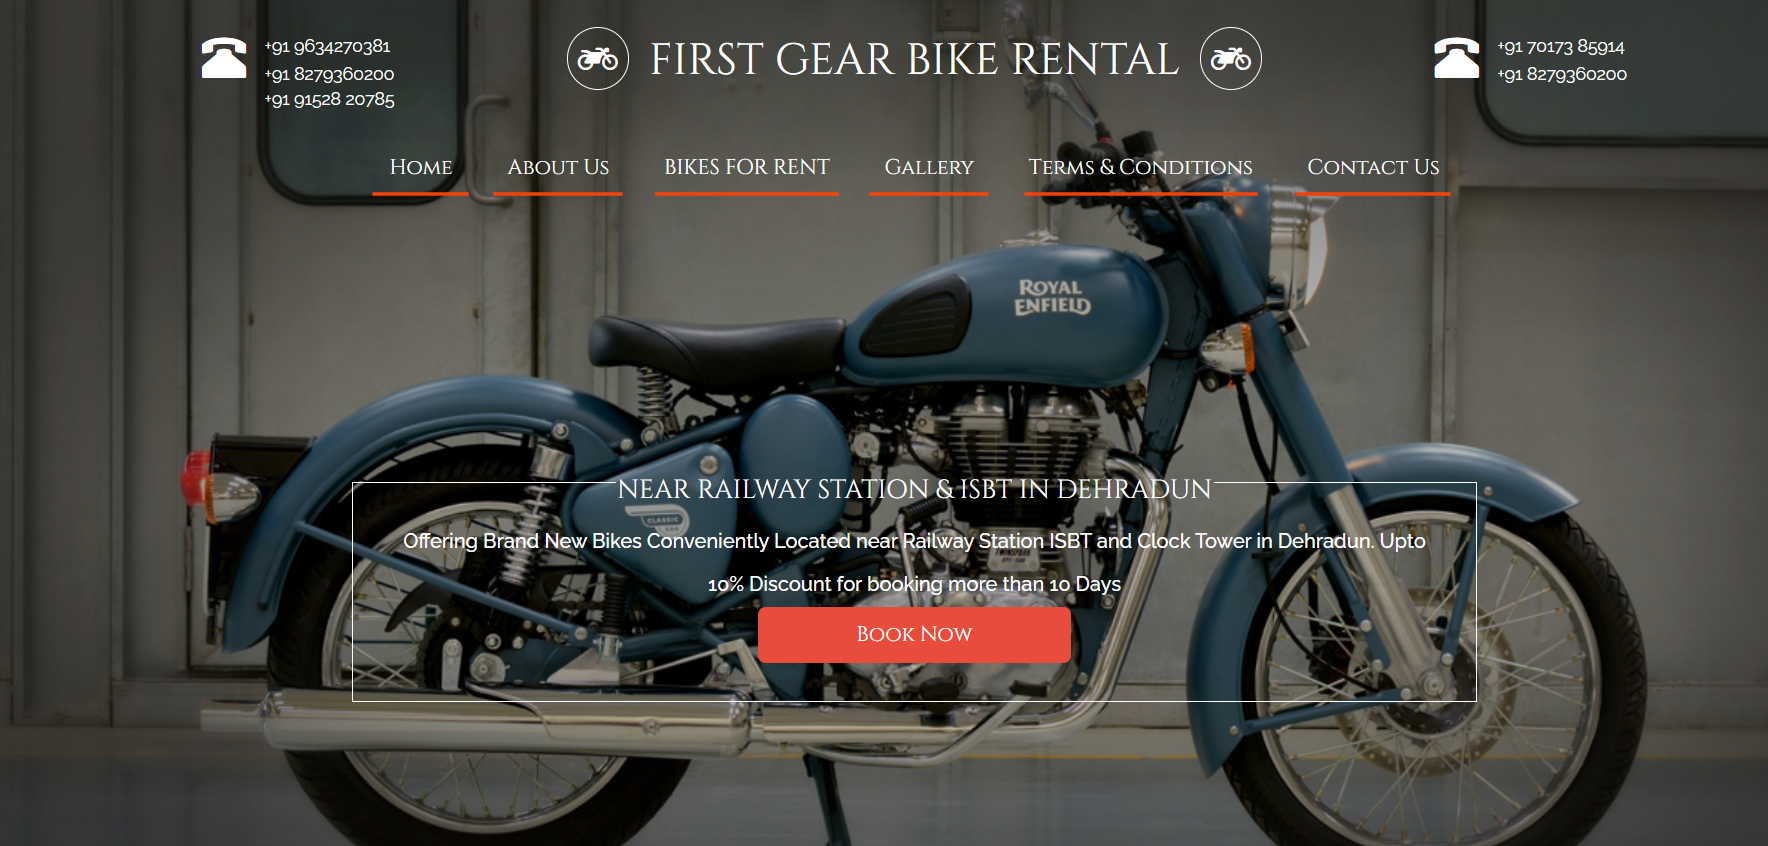 +91 9634270381
+91 8279360200
+91 91528 20785
FIRST GEAR BIKE RENTAL
+91 70173 85914
+91 8279360200
Home
About Us
BIKES FOR RENT
Gallery
Terms & Conditions
Contact Us
ROYAL
ENFIELD
NEAR RAILWAY STATION & ISBT IN DEHRADUN
CLASSIC
Offering Brand New Bikes Conveniently Located near Railway Station ISBT and Clock Tower in Dehradun. Upto
10% Discount for booking more than 10 Days
Book Now